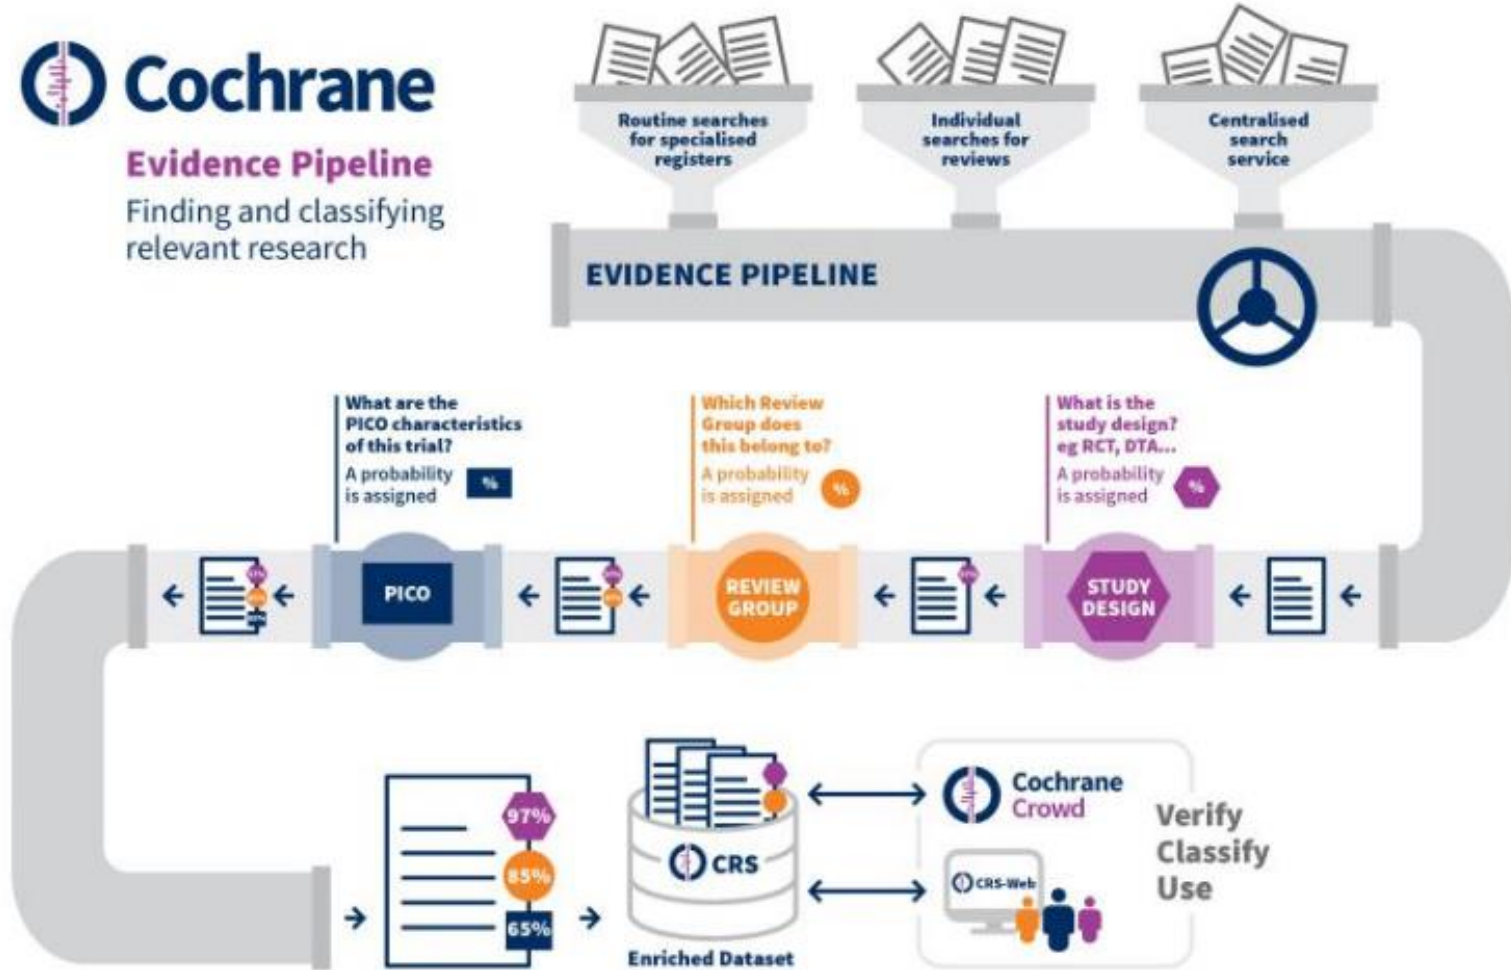 Cochrane
Evidence Pipeline
Finding and classifying
relevant research
Routine searches
for specialised
registers
Individual
searches for
reviews
Centralised
search
service
EVIDENCE PIPELINE
What are the
PICO characteristics
of this trial?
A probability
is assigned
%
Which Review
Group does
this belong to?
A probability
is assigned
%
What is the
study design?
eg RCT, DTA...
A probability
is assigned
%
PICO
REVIEW
GROUP
STUDY
DESIGN
97%
85%
65%
CRS
Enriched Dataset
Cochrane
Crowd
CRS-Web
Verify
Classify
Use